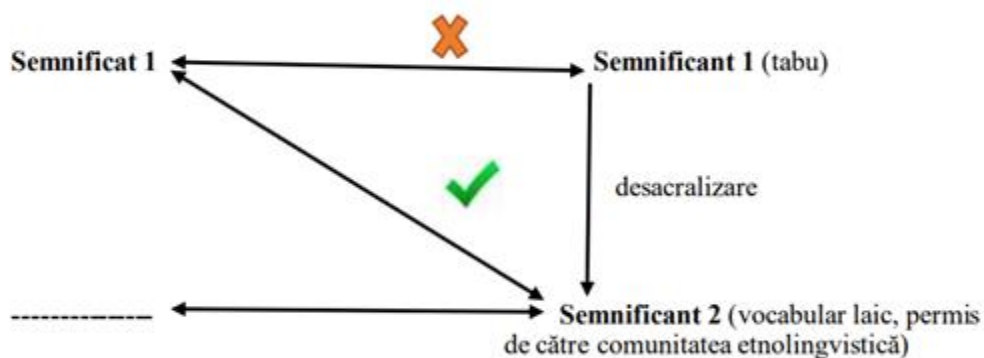 Semnificat 1
Semnificant 1 (tabu)
desacralizare
Semnificant 2 (vocabular laic, permis
de către comunitatea etnolingvistică)